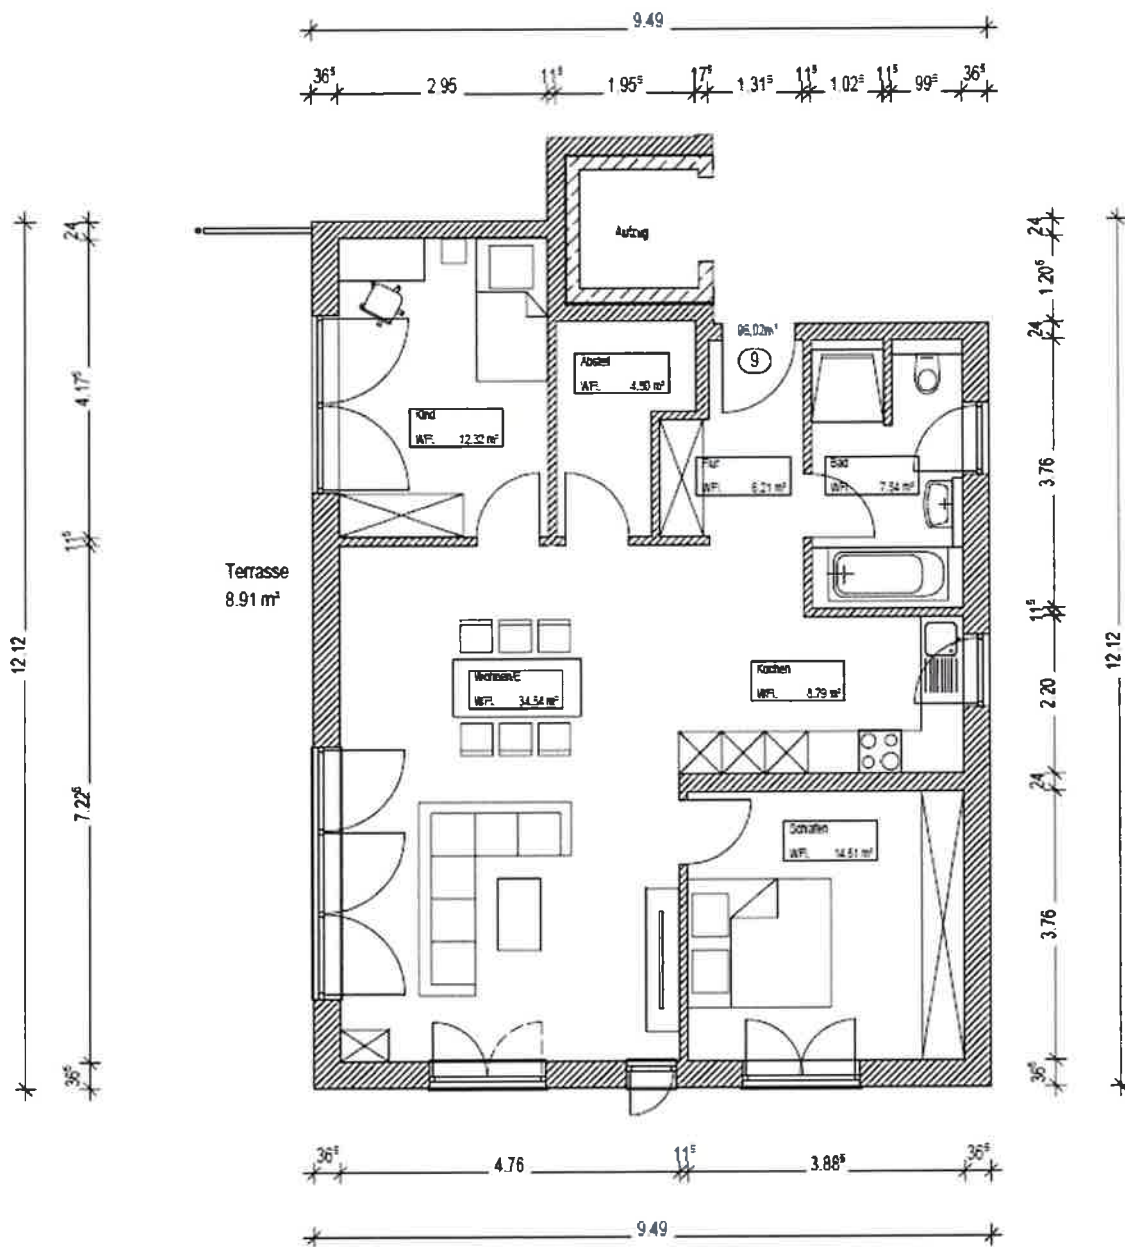 9.49
36⁵ 2.95 11⁵ 1.95⁵ 17⁵ 1.31⁵ 11⁵ 1.02⁵ 11⁵ 99⁵ 36⁵
Aufzug
24
24
1.20⁵
24
96,02m²
9
Abstell
WFl. 4.50 m²
4.17⁵
Kind
WFl. 12.32 m²
Flur
WFl. 6.21 m²
Bad
WFl. 7.54 m²
3.76
11⁵
Terrasse
8.91 m²
11⁵
12.12
12.12
Wohnen/E
WFl. 34.54 m²
Kochen
WFl. 8.79 m²
2.20
24
7.22⁵
Schlafen
WFl. 14.51 m²
3.76
36⁵
36⁵
36⁵ 4.76 11⁵ 3.88⁵ 36⁵
9.49